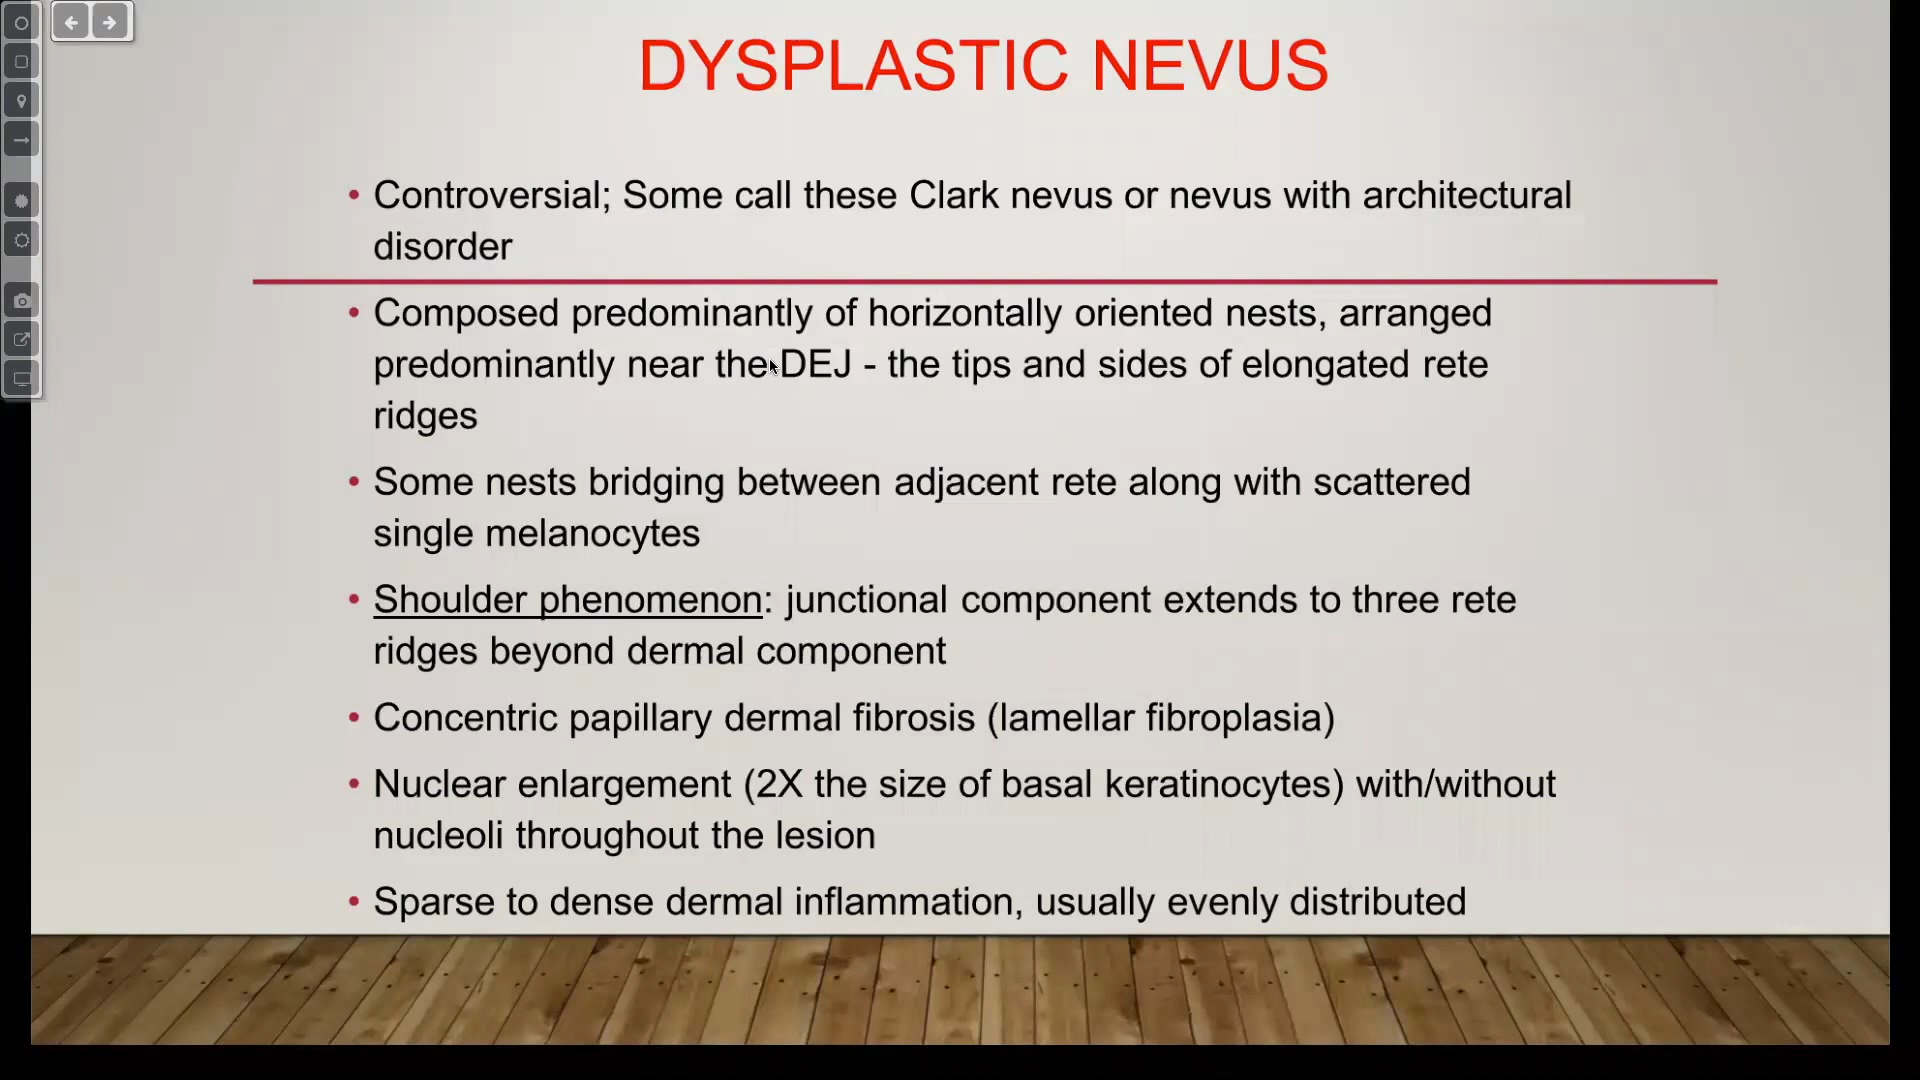 DYSPLASTIC NEVUS
• Controversial; Some call these Clark nevus or nevus with architectural
disorder
• Composed predominantly of horizontally oriented nests, arranged
predominantly near the DEJ - the tips and sides of elongated rete
ridges
• Some nests bridging between adjacent rete along with scattered
single melanocytes
• Shoulder phenomenon: junctional component extends to three rete
ridges beyond dermal component
• Concentric papillary dermal fibrosis (lamellar fibroplasia)
• Nuclear enlargement (2X the size of basal keratinocytes) with/without
nucleoli throughout the lesion
• Sparse to dense dermal inflammation, usually evenly distributed